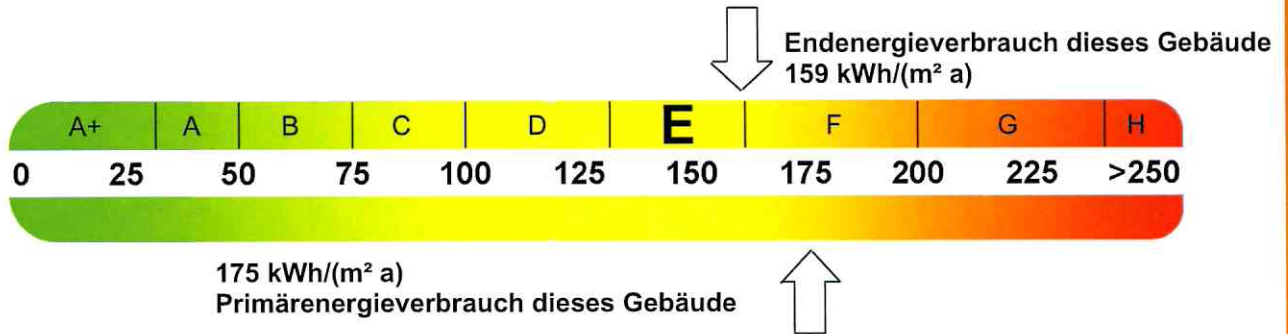 Endenergieverbrauch dieses Gebäude
159 kWh/(m² a)
A+ A B C D E F G H
0 25 50 75 100 125 150 175 200 225 >250
175 kWh/(m² a)
Primärenergieverbrauch dieses Gebäude